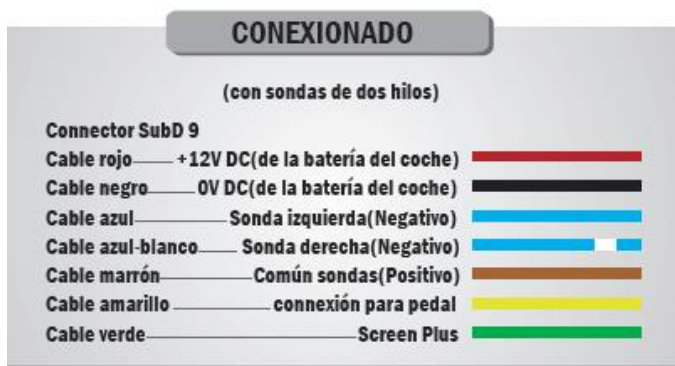 CONEXIONADO
(con sondas de dos hilos)
Connector SubD 9
Cable rojo +12V DC(de la batería del coche)
Cable negro 0V DC(de la batería del coche)
Cable azul Sonda izquierda(Negativo)
Cable azul-blanco Sonda derecha(Negativo)
Cable marrón Común sondas(Positivo)
Cable amarillo connexión para pedal
Cable verde Screen Plus